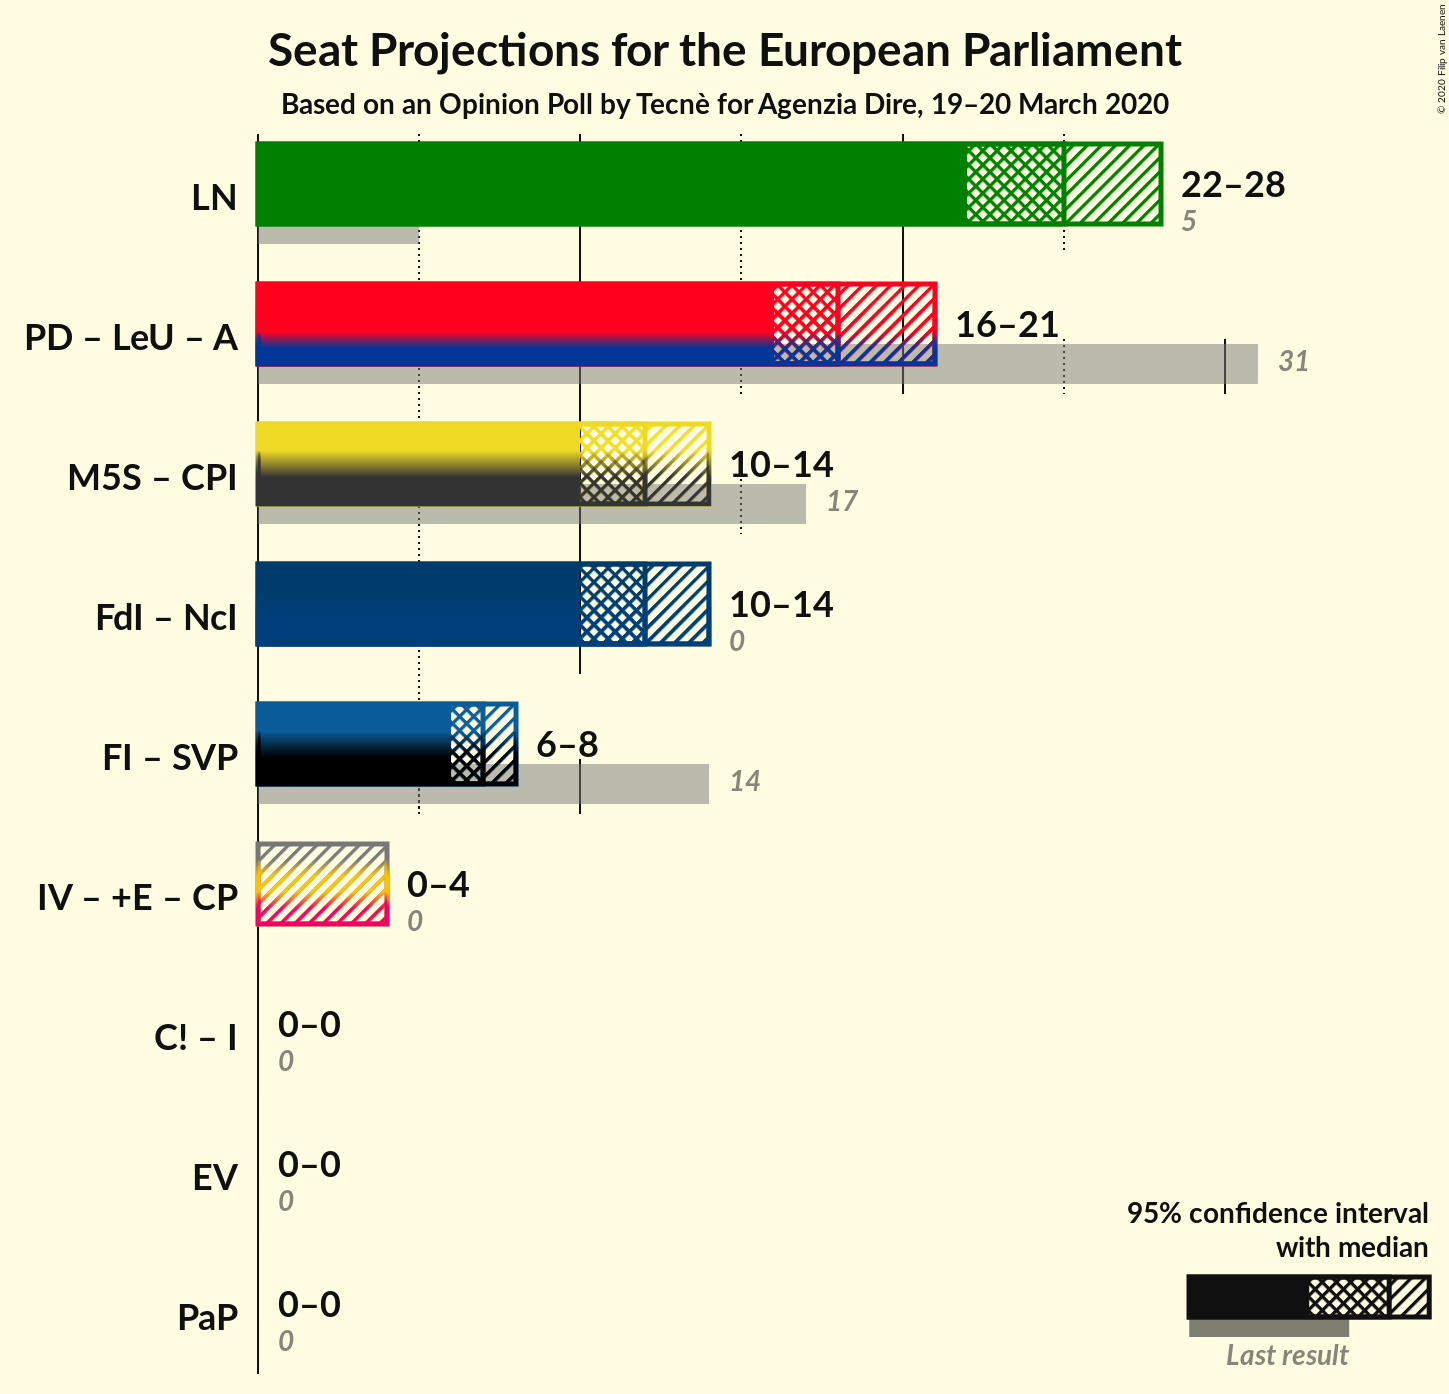 Seat Projections for the European Parliament
Based on an Opinion Poll by Tecnè for Agenzia Dire, 19–20 March 2020
© 2020 Filip van Laenen
LN
22–28
5
PD – LeU – A
16–21
31
M5S – CPI
10–14
17
FdI – NcI
10–14
0
FI – SVP
6–8
14
IV – +E – CP
0–4
0
C! – I
0–0
0
EV
0–0
0
PaP
0–0
0
95% confidence interval
with median
Last result